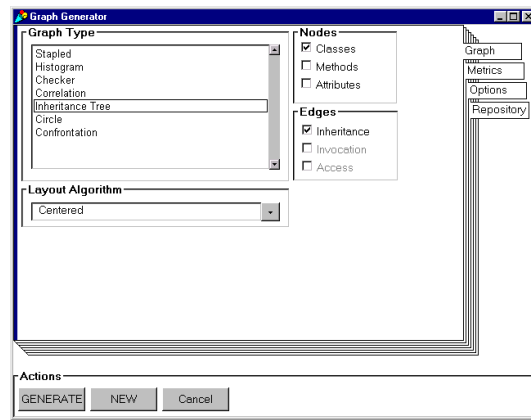 Graph Generator
Graph Type
Stapled
Histogram
Checker
Correlation
Inheritance Tree
Circle
Confrontation
Layout Algorithm
Centered
Nodes
Classes
Methods
Attributes
Edges
Inheritance
Invocation
Access
Graph
Metrics
Options
Repository
Actions
GENERATE NEW Cancel